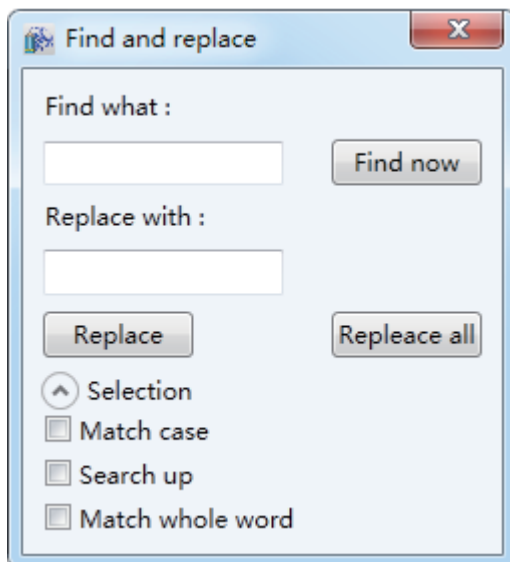 Find and replace
Find what :
Find now
Replace with :
Replace
Repleace all
Selection
Match case
Search up
Match whole word